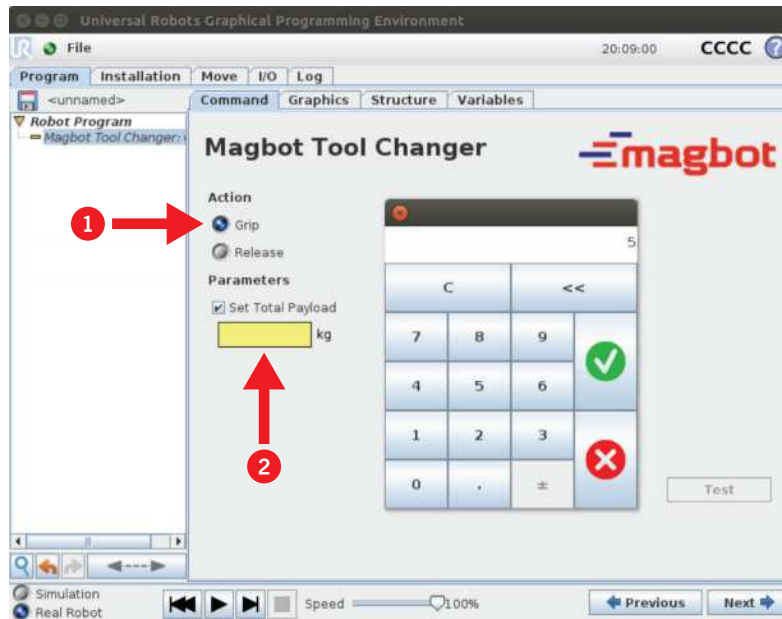 Universal Robots Graphical Programming Environment
File
20:09:00
CCCC
?
Program
Installation
Move
I/O
Log
<unnamed>
Command
Graphics
Structure
Variables
Robot Program
Magbot Tool Changer:
Magbot Tool Changer
magbot
Action
1
Grip
Release
5
Parameters
C
<<
Set Total Payload
kg
7
8
9
4
5
6
2
1
2
3
0
.
±
Test
Simulation
Real Robot
Speed
100%
Previous
Next